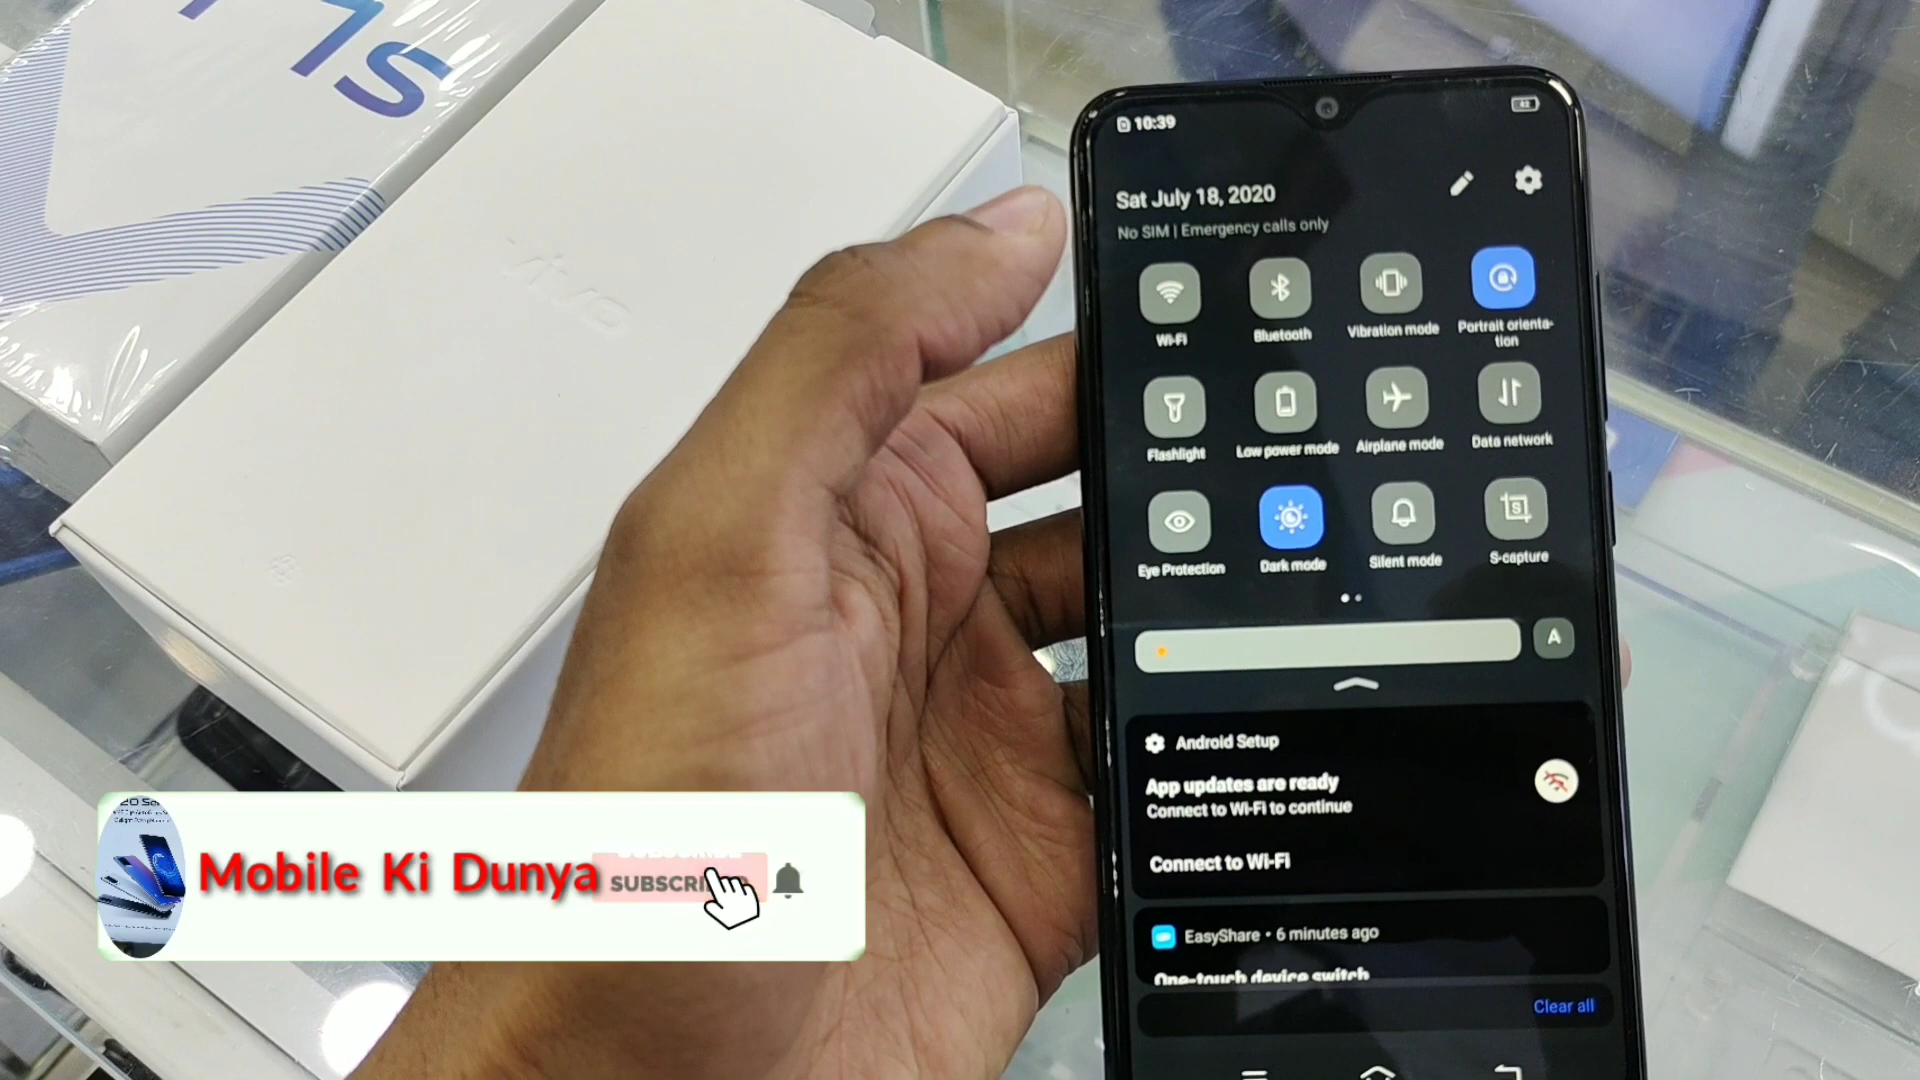 Y1s
vivo
10:39
42
Sat July 18, 2020
No SIM | Emergency calls only
Wi-Fi
Bluetooth
Vibration mode
Portrait orienta-
tion
Flashlight
Low power mode
Airplane mode
Data network
Eye Protection
Dark mode
Silent mode
S-capture
A
Android Setup
App updates are ready
Connect to Wi-Fi to continue
Connect to Wi-Fi
EasyShare • 6 minutes ago
One-touch device switch
Clear all
Mobile Ki Dunya